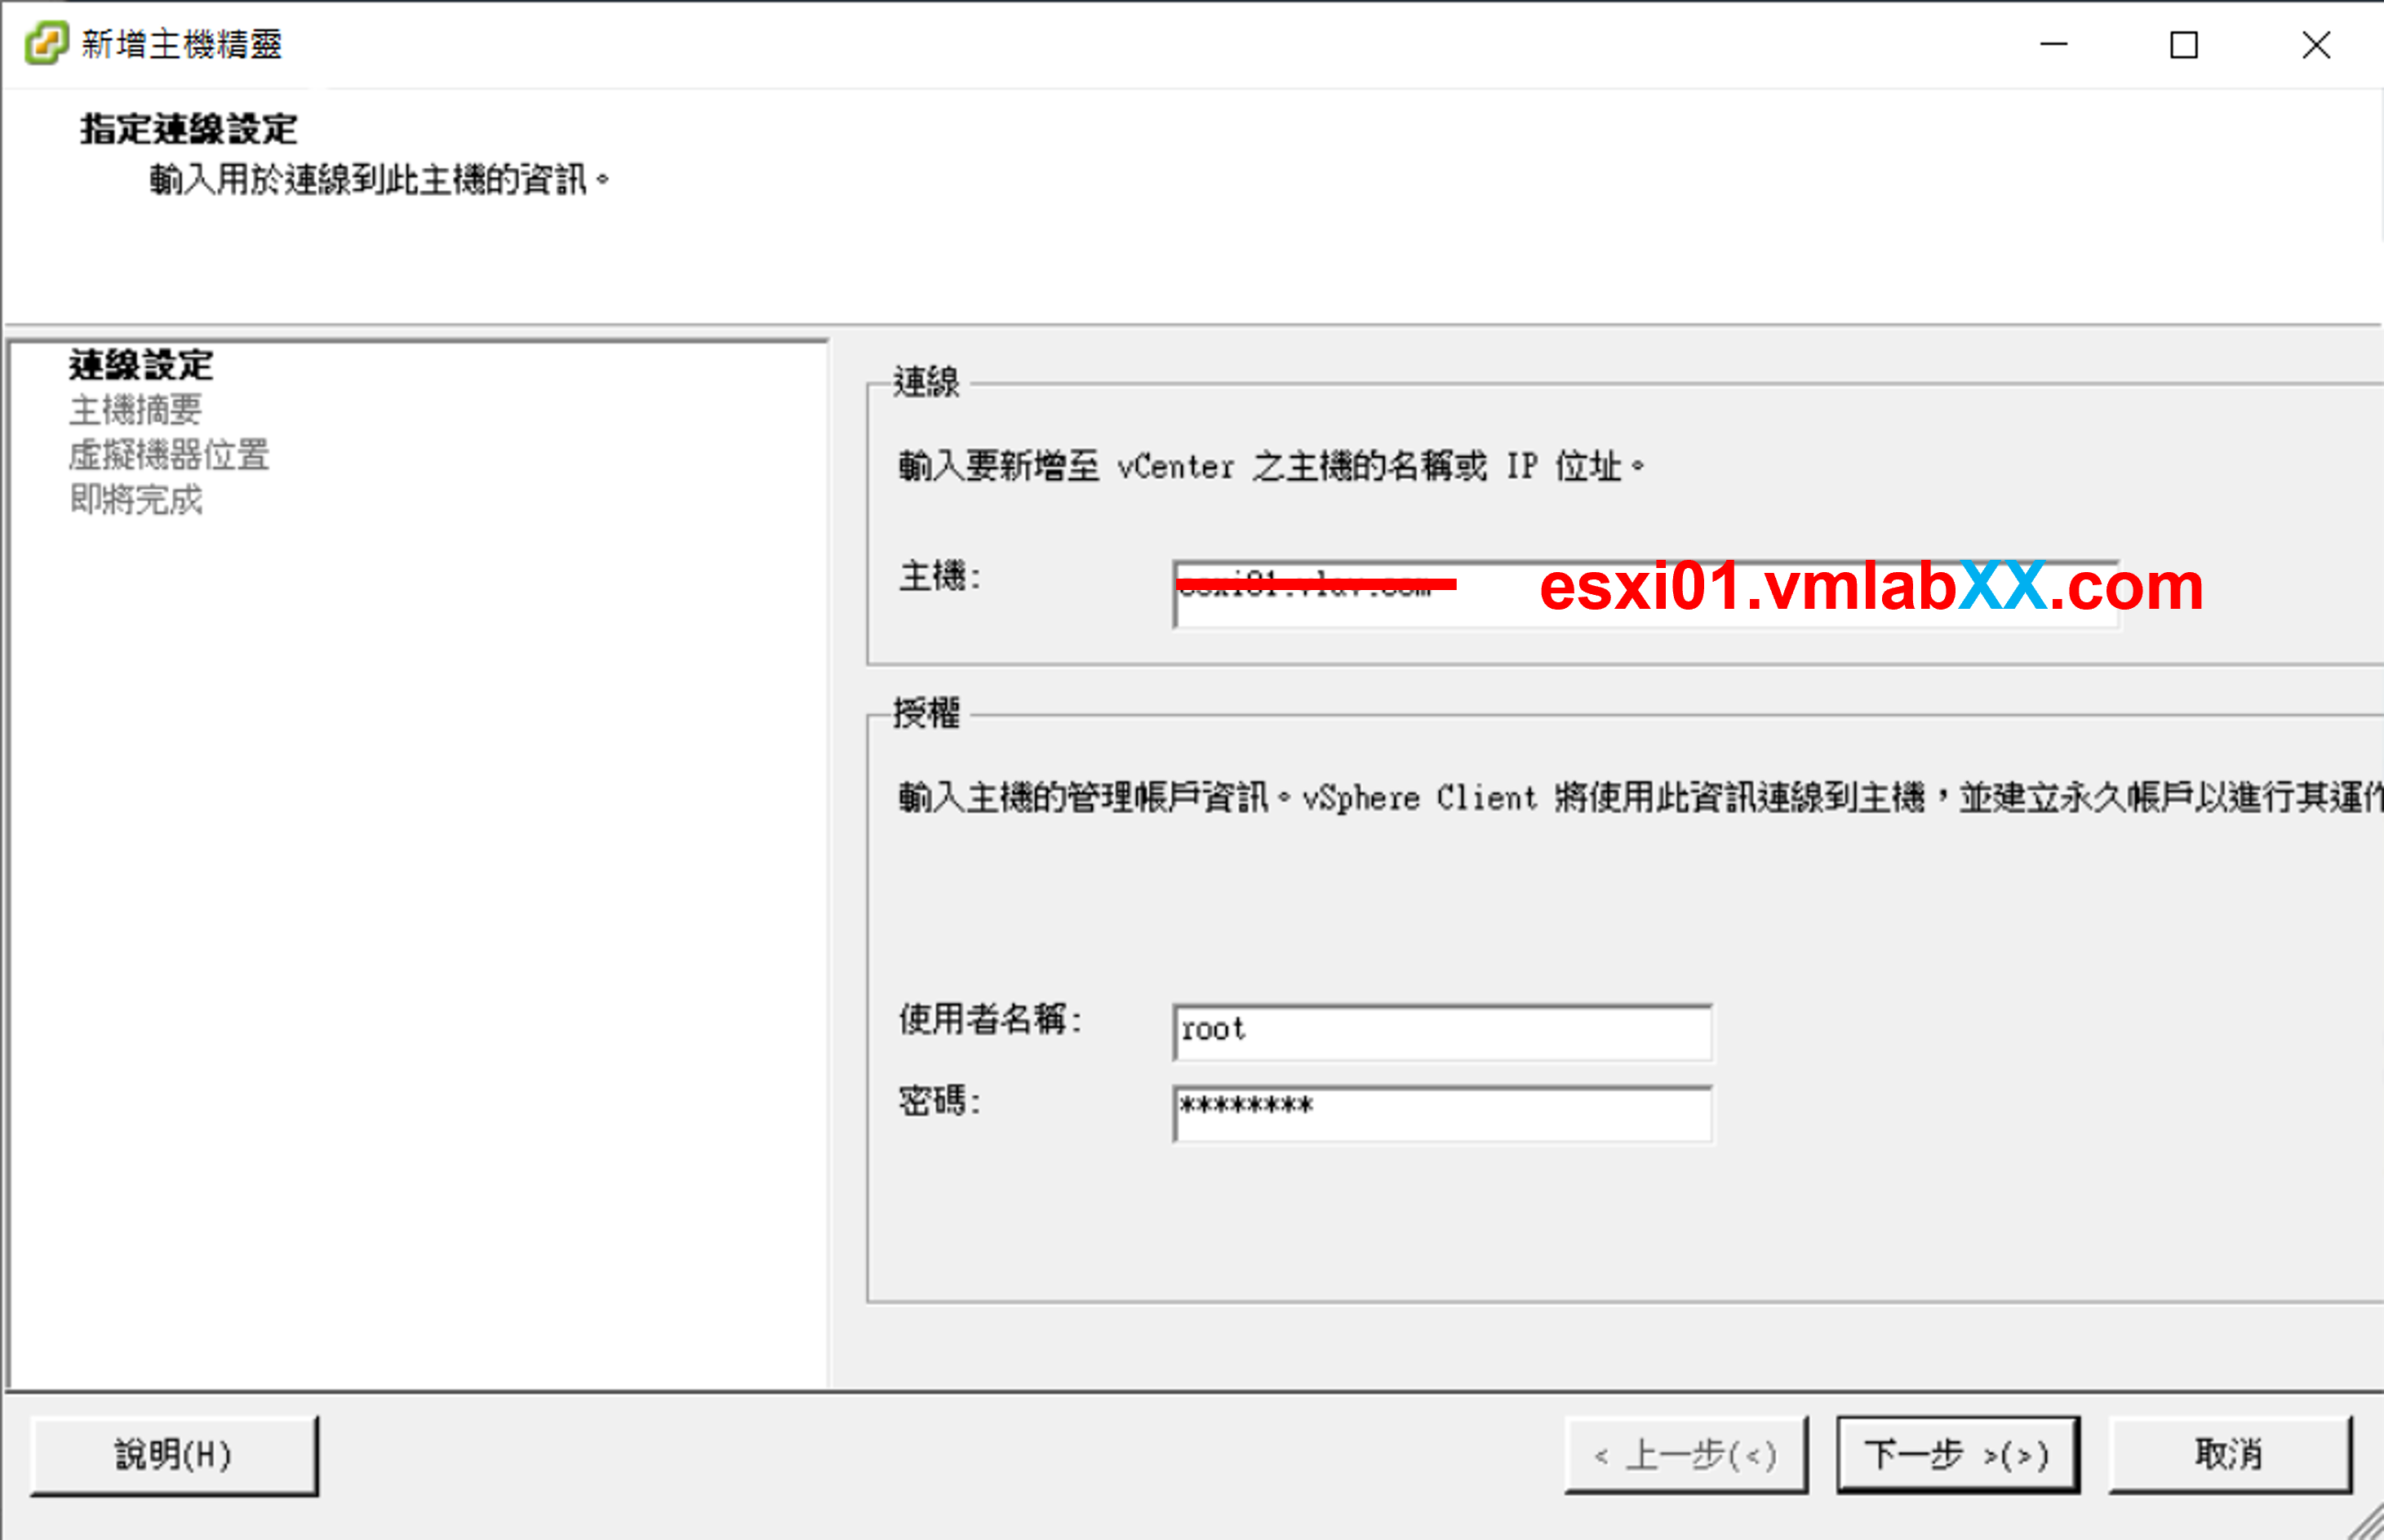 新增主機精靈
指定連線設定
輸入用於連線到此主機的資訊。
連線設定
主機摘要
虛擬機器位置
即將完成
連線
輸入要新增至 vCenter 之主機的名稱或 IP 位址。
主機: esxi01.vmlabXX.com
授權
輸入主機的管理帳戶資訊。vSphere Client 將使用此資訊連線到主機，並建立永久帳戶以進行其運作
使用者名稱: root
密碼: ********
說明(H) < 上一步(<) 下一步 >(>) 取消